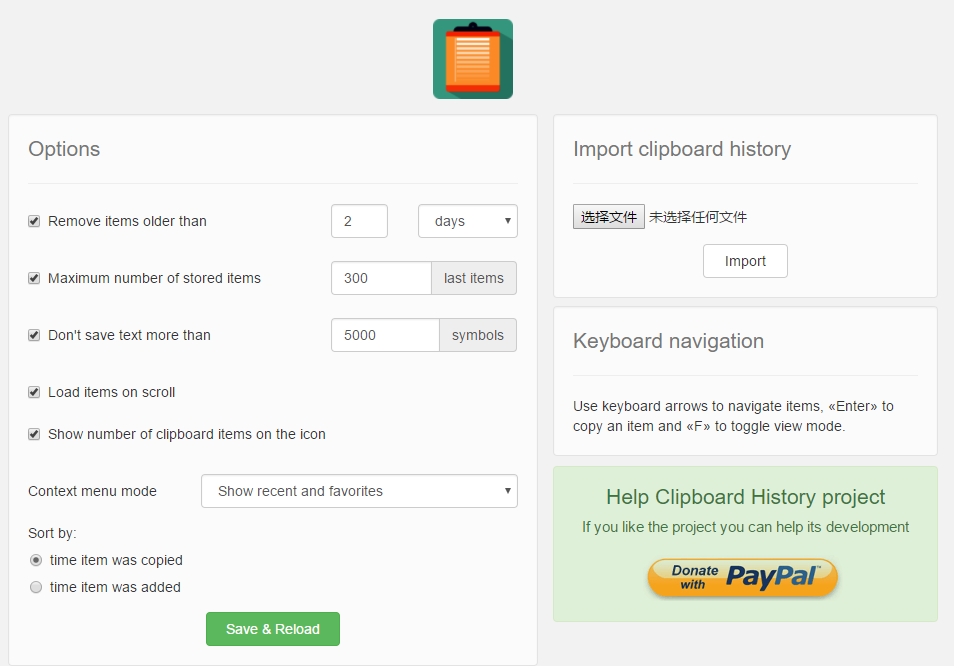 Options
Remove items older than 2 days
Maximum number of stored items 300 last items
Don't save text more than 5000 symbols
Load items on scroll
Show number of clipboard items on the icon
Context menu mode Show recent and favorites
Sort by:
time item was copied
time item was added
Save & Reload
Import clipboard history
选择文件 未选择任何文件
Import
Keyboard navigation
Use keyboard arrows to navigate items, «Enter» to
copy an item and «F» to toggle view mode.
Help Clipboard History project
If you like the project you can help its development
Donate
with PayPal™